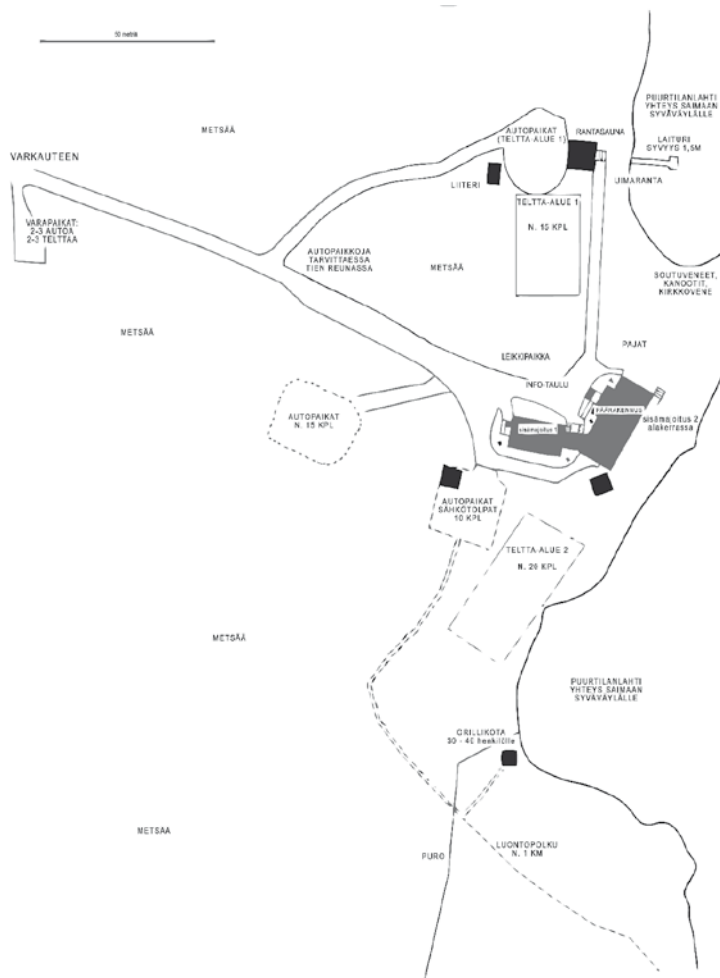 50 metriä
PUURTILANLAHTI
YHTEYS SAIMAAN
SYVÄVÄYLÄLLE
METSÄÄ
AUTOPAIKAT
(TELTTA-ALUE 1)
RANTASAUNA
LAITURI
SYVYYS 1,5M
VARKAUTEEN
LIITERI
UIMARANTA
TELTTA-ALUE 1
N. 15 KPL
VARAPAIKAT:
2-3 AUTOA
2-3 TELTTAA
AUTOPAIKKOJA
TARVITTAESSA
TIEN REUNASSA
METSÄÄ
SOUTUVENEET,
KANOOTIT,
KIRKKOVENE
METSÄÄ
LEIKKIPAIKKA
PAJAT
INFO-TAULU
AUTOPAIKAT
N. 15 KPL
PÄÄRAKENNUS
sisämajoitus 1
sisämajoitus 2
alakerrassa
AUTOPAIKAT
SÄHKÖTOLPAT
10 KPL
TELTTA-ALUE 2
N. 20 KPL
METSÄÄ
PUURTILANLAHTI
YHTEYS SAIMAAN
SYVÄVÄYLÄLLE
GRILLIKOTA
30 - 40 henkilölle
METSÄÄ
PURO
LUONTOPOLKU
N. 1 KM